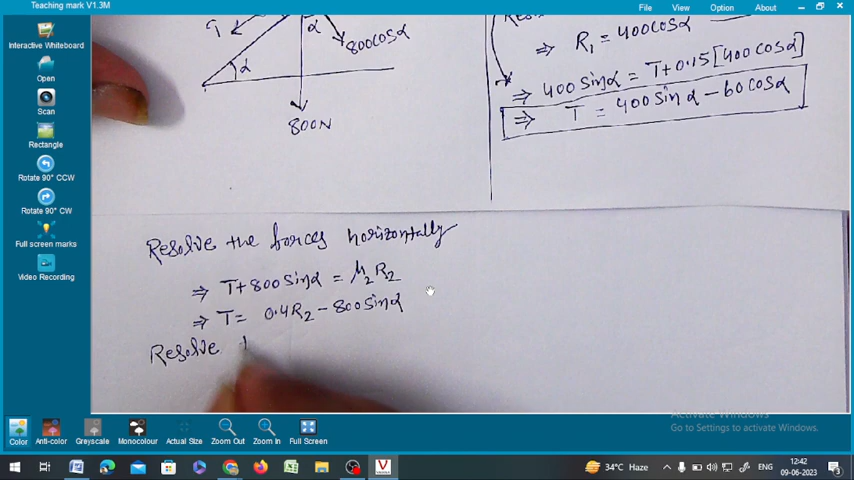 Teaching mark V1.3M
File View Option About
Interactive Whiteboard
Open
Scan
Rectangle
Rotate 90° CCW
Rotate 90° CW
Full screen marks
Video Recording
α
α
800cosα
800N
⇒ R₁ = 400cosα
⇒ 400 sinα = T+0.15 [400 cosα]
⇒ T = 400 sinα - 60 cosα
Resolve the forces horizontally
⇒ T+800 sinα = μ₂R₂
⇒ T= 0.4R₂ - 800 sinα
Resolve
Activate Windows
Go to Settings to activate Windows.
Color
Anti-color
Greyscale
Monocolour
Actual Size
Zoom Out
Zoom In
Full Screen
34°C Haze
ENG
12:42
09-06-2023
3